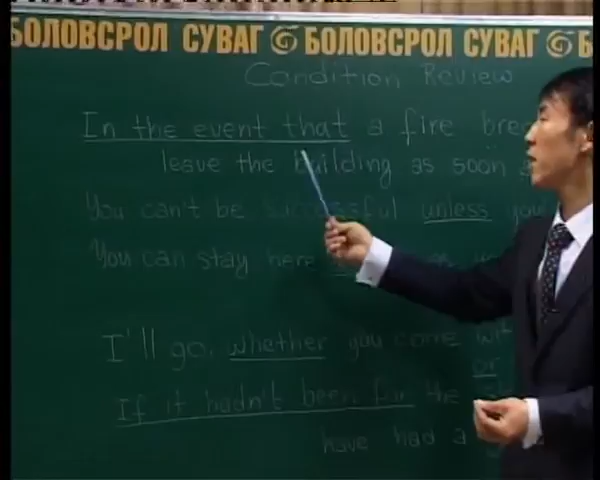 БОЛОВСРОЛ СУВАГ БОЛОВСРОЛ СУВАГ
Condition Review
In the event that a fire
leave the building as soon
You can't be successful unless you
You can stay here
I'll go, whether you come with
or
If it hadn't been for the
have had a